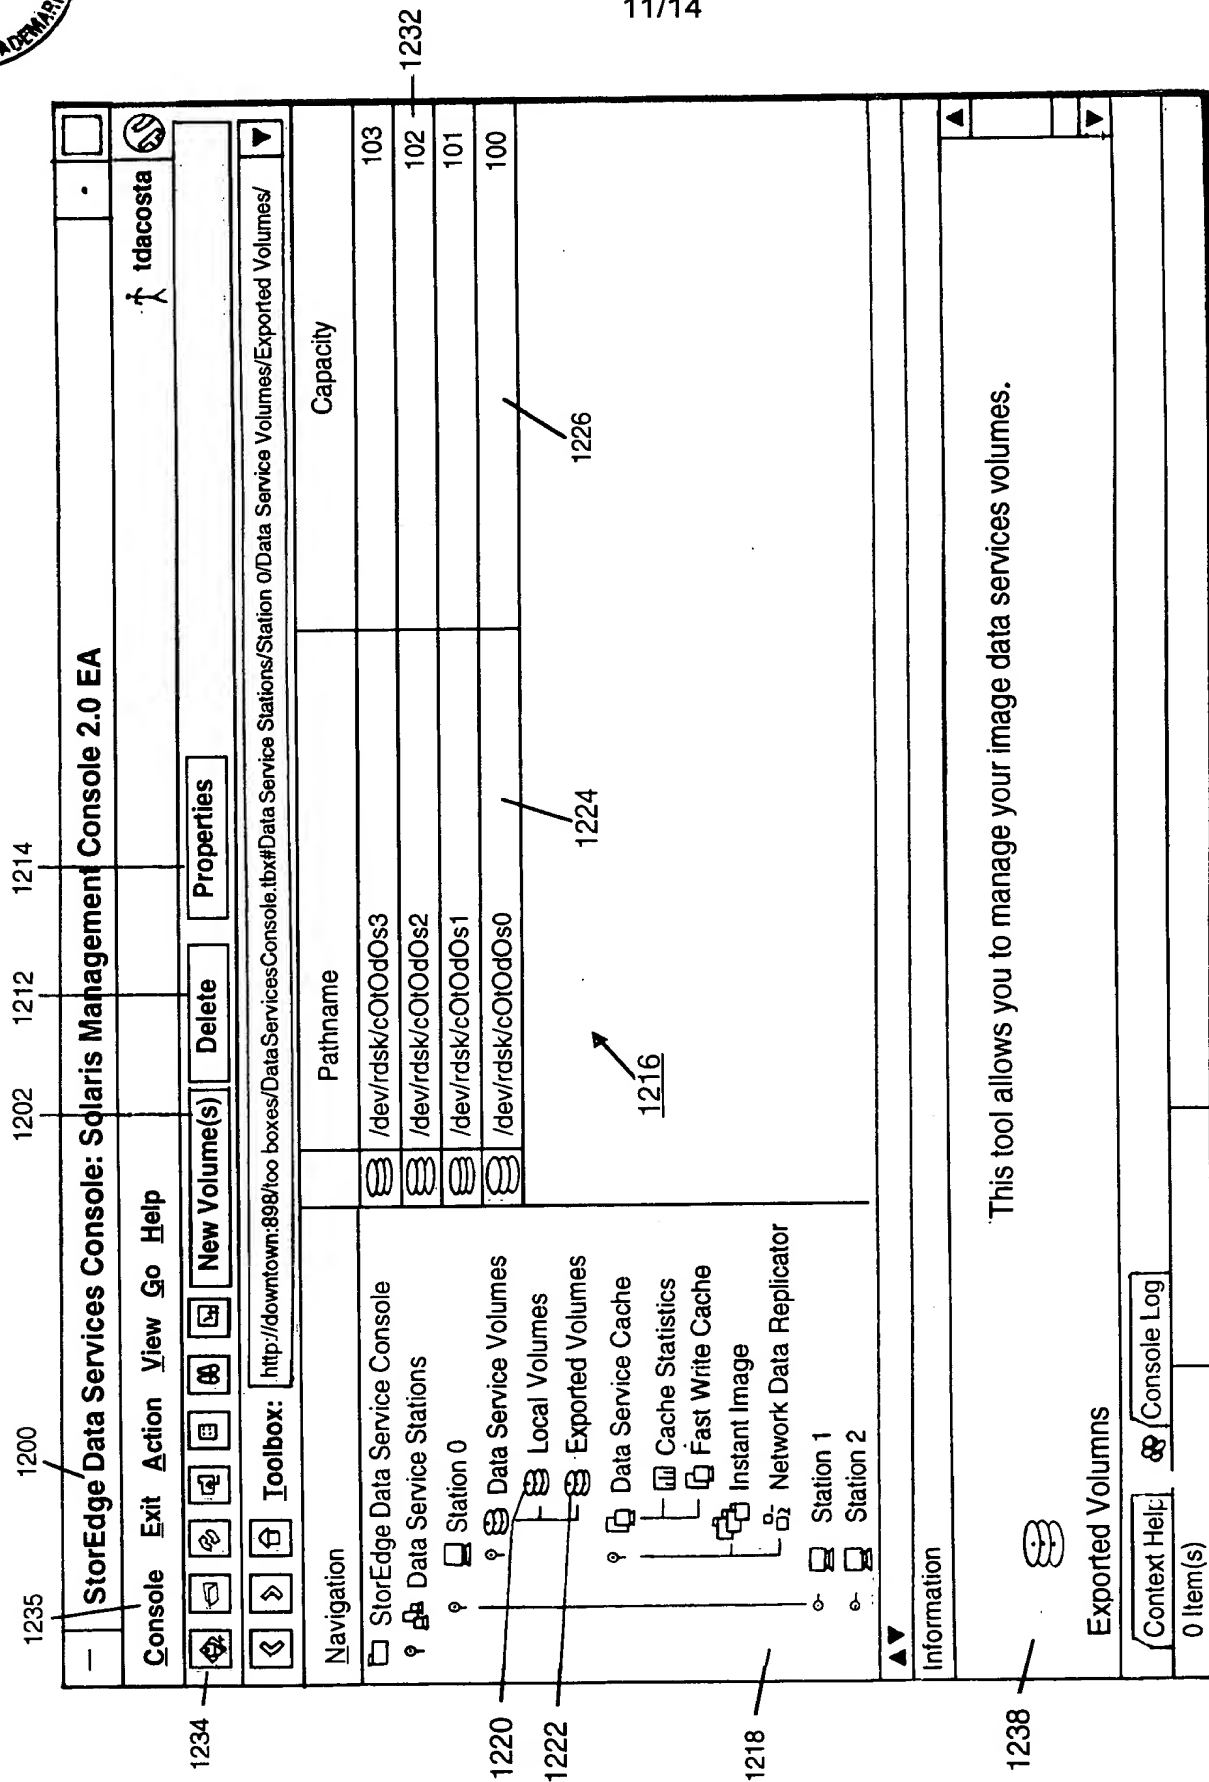 ADEMAR
11/14
1235
1200
1202
1212
1214
StorEdge Data Services Console: Solaris Management Console 2.0 EA
Console Exit Action View Go Help
tdacosta
1234
New Volume(s)
Delete
Properties
Toolbox:
http://downtown:898/too boxes/DataServicesConsole.tbx#Data Service Stations/Station 0/Data Service Volumes/Exported Volumes/
Navigation
Pathname
Capacity
StorEdge Data Service Console
Data Service Stations
Station 0
Data Service Volumes
Local Volumes
Exported Volumes
Data Service Cache
Cache Statistics
Fast Write Cache
Instant Image
Network Data Replicator
Station 1
Station 2
/dev/rdsk/cOtOdOs3 103
/dev/rdsk/cOtOdOs2 102
/dev/rdsk/cOtOdOs1 101
/dev/rdsk/cOtOdOs0 100
1232
1220
1222
1224
1226
1216
1218
Information
This tool allows you to manage your image data services volumes.
1238
Exported Volumns
Context Help
Console Log
0 Item(s)